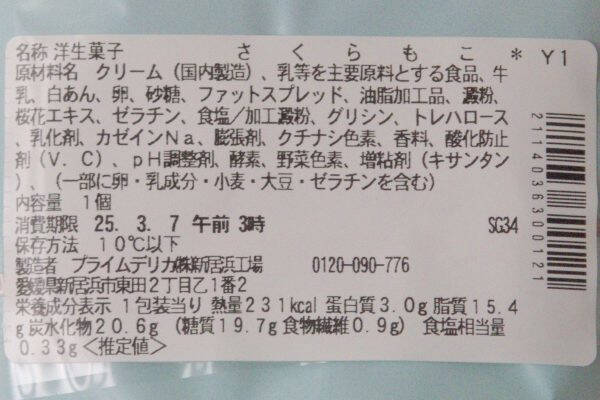 名称 洋生菓子 さくらもこ * Y1
原材料名 クリーム(国内製造)、乳等を主要原料とする食品、牛
乳、白あん、卵、砂糖、ファットスプレッド、油脂加工品、澱粉、
桜花エキス、ゼラチン、食塩/加工澱粉、グリシン、トレハロース
、乳化剤、カゼインNa、膨張剤、クチナシ色素、香料、酸化防止
剤(V.C)、pH調整剤、酵素、野菜色素、増粘剤(キサンタン
)、(一部に卵・乳成分・小麦・大豆・ゼラチンを含む)
内容量 1個
消費期限 25.3.7 午前3時 SG34
保存方法 10℃以下
製造者 プライムデリカ㈱新居浜工場 0120-090-776
愛媛県新居浜市東田2丁目乙1番2
栄養成分表示 1包装当り 熱量231kcal 蛋白質3.0g 脂質15.4
g 炭水化物20.6g (糖質19.7g 食物繊維0.9g) 食塩相当量
0.33g<推定値>
2114036300121